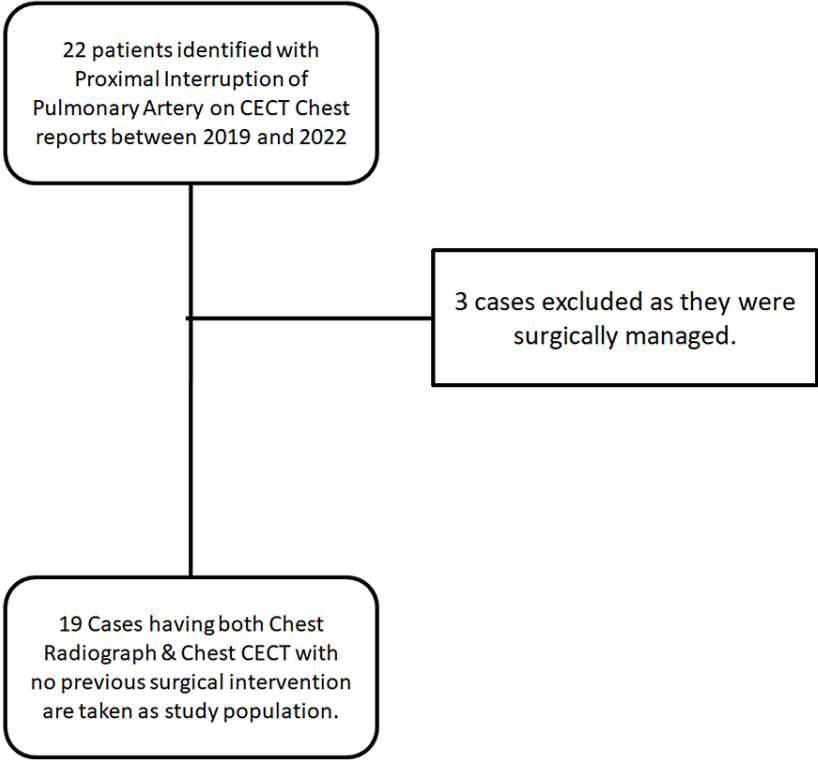 22 patients identified with
Proximal Interruption of
Pulmonary Artery on CECT Chest
reports between 2019 and 2022
3 cases excluded as they were
surgically managed.
19 Cases having both Chest
Radiograph & Chest CECT with
no previous surgical intervention
are taken as study population.